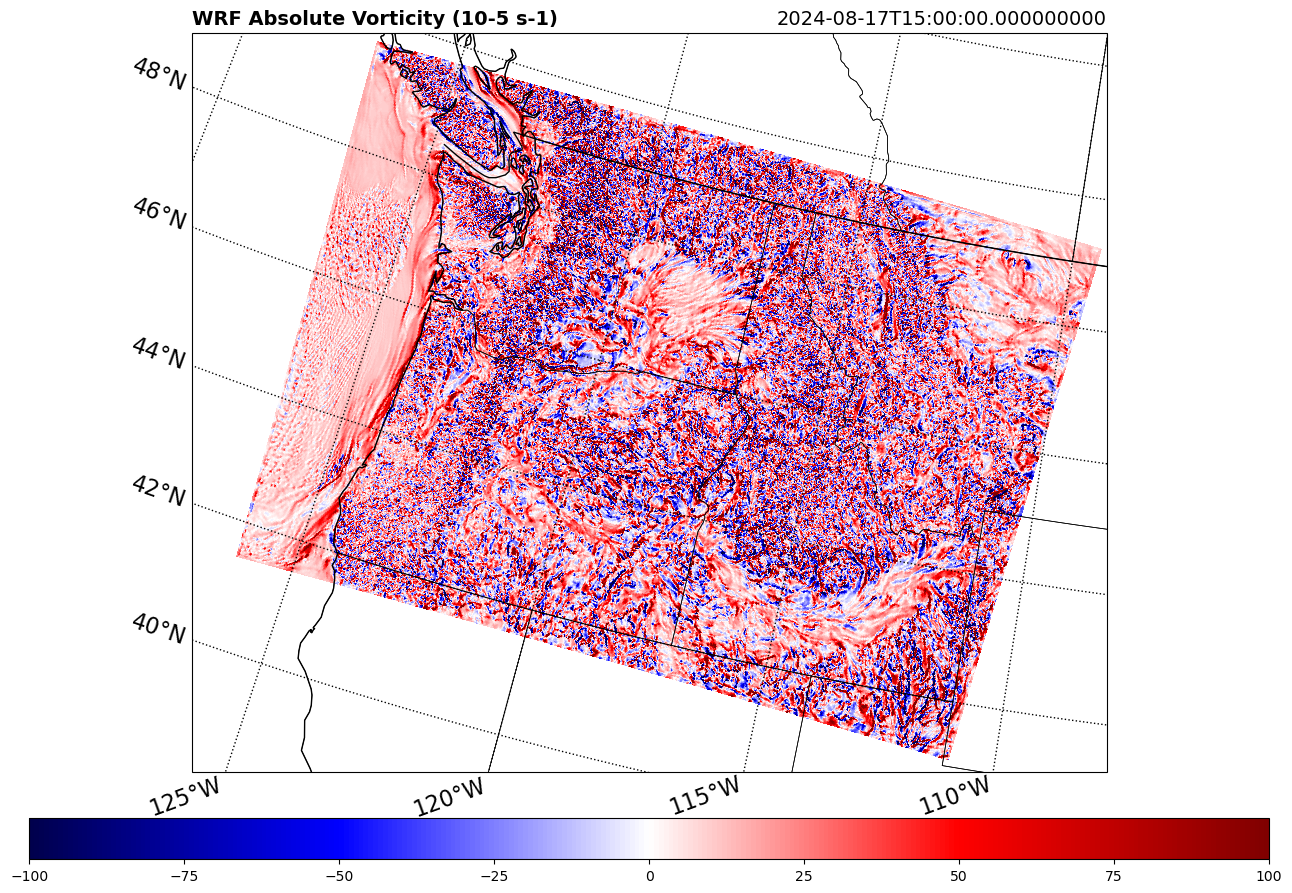 WRF Absolute Vorticity (10-5 s-1)
2024-08-17T15:00:00.000000000
48°N
46°N
44°N
42°N
40°N
125°W
120°W
115°W
110°W
−100
−75
−50
−25
0
25
50
75
100